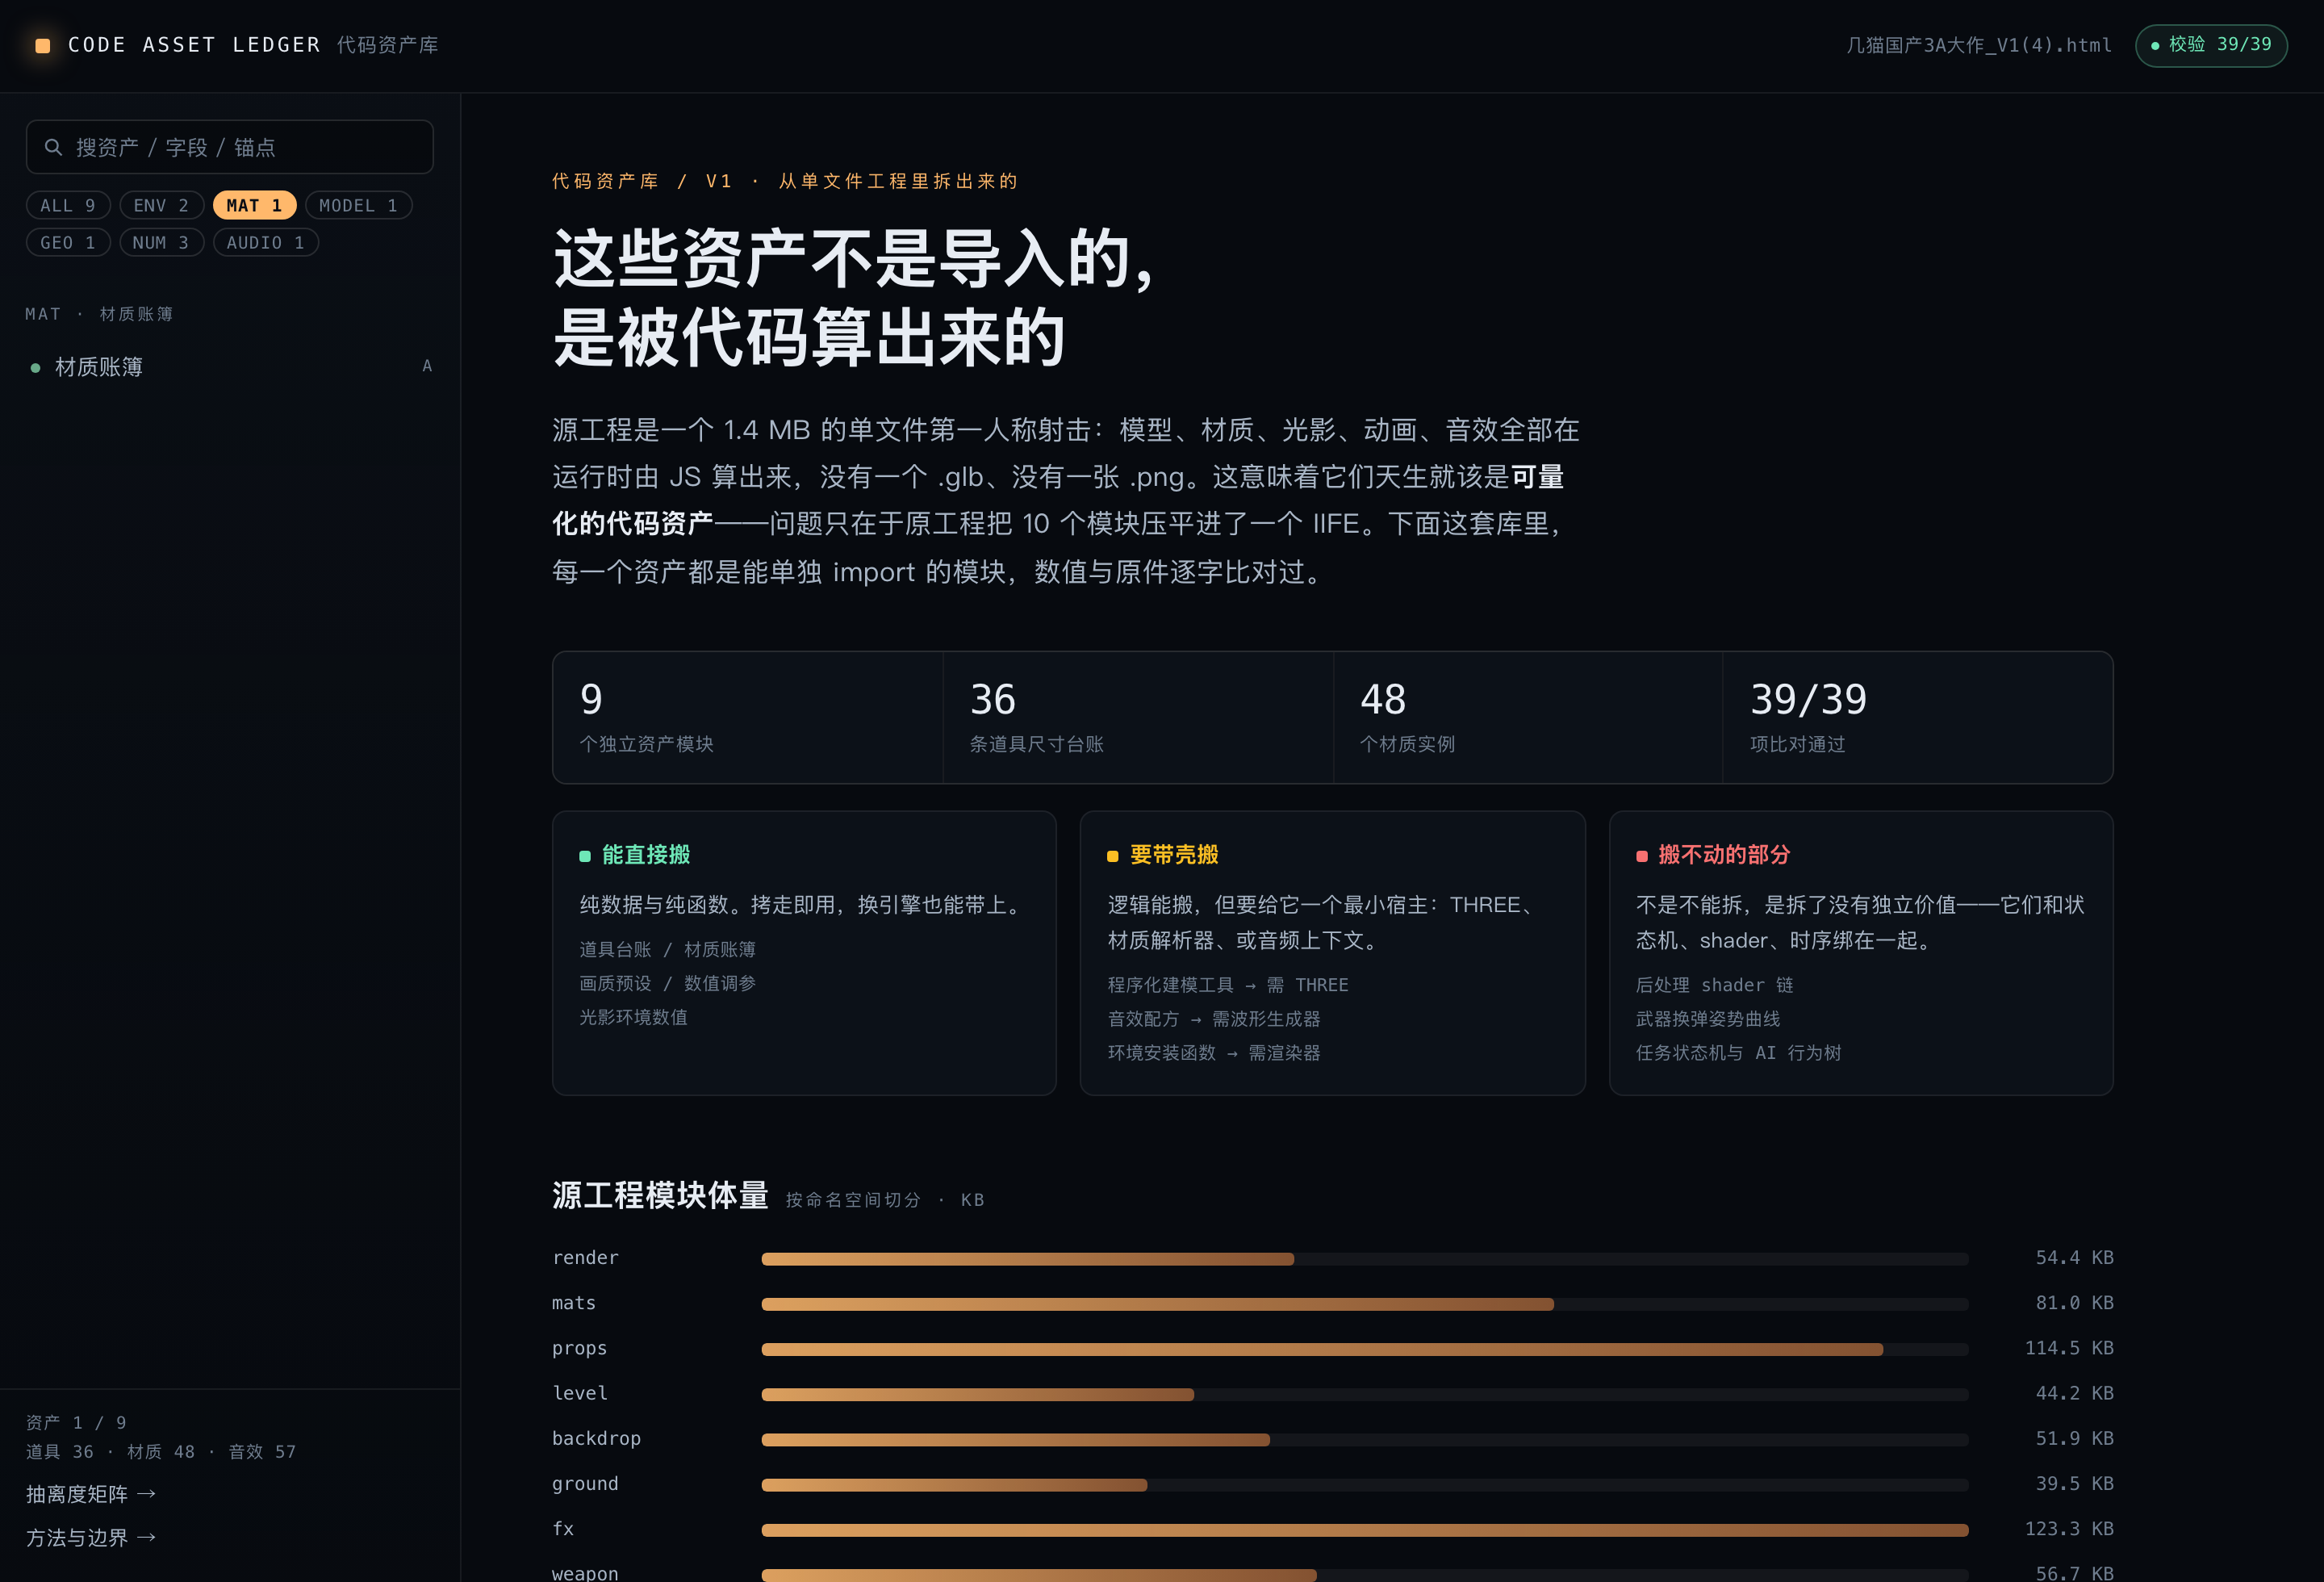 CODE ASSET LEDGER 代码资产库
几猫国产3A大作_V1(4).html
校验 39/39
搜资产 / 字段 / 锚点
ALL 9
ENV 2
MAT 1
MODEL 1
GEO 1
NUM 3
AUDIO 1
MAT · 材质账簿
材质账簿 A
资产 1 / 9
道具 36 · 材质 48 · 音效 57
抽离度矩阵 →
方法与边界 →
代码资产库 / V1 · 从单文件工程里拆出来的
这些资产不是导入的，
是被代码算出来的
源工程是一个 1.4 MB 的单文件第一人称射击：模型、材质、光影、动画、音效全部在
运行时由 JS 算出来，没有一个 .glb、没有一张 .png。这意味着它们天生就该是可量
化的代码资产——问题只在于原工程把 10 个模块压平进了一个 IIFE。下面这套库里，
每一个资产都是能单独 import 的模块，数值与原件逐字比对过。
9
个独立资产模块
36
条道具尺寸台账
48
个材质实例
39/39
项比对通过
能直接搬
纯数据与纯函数。拷走即用，换引擎也能带上。
道具台账 / 材质账簿
画质预设 / 数值调参
光影环境数值
要带壳搬
逻辑能搬，但要给它一个最小宿主：THREE、
材质解析器、或音频上下文。
程序化建模工具 → 需 THREE
音效配方 → 需波形生成器
环境安装函数 → 需渲染器
搬不动的部分
不是不能拆，是拆了没有独立价值——它们和状
态机、shader、时序绑在一起。
后处理 shader 链
武器换弹姿势曲线
任务状态机与 AI 行为树
源工程模块体量 按命名空间切分 · KB
render 54.4 KB
mats 81.0 KB
props 114.5 KB
level 44.2 KB
backdrop 51.9 KB
ground 39.5 KB
fx 123.3 KB
weapon 56.7 KB